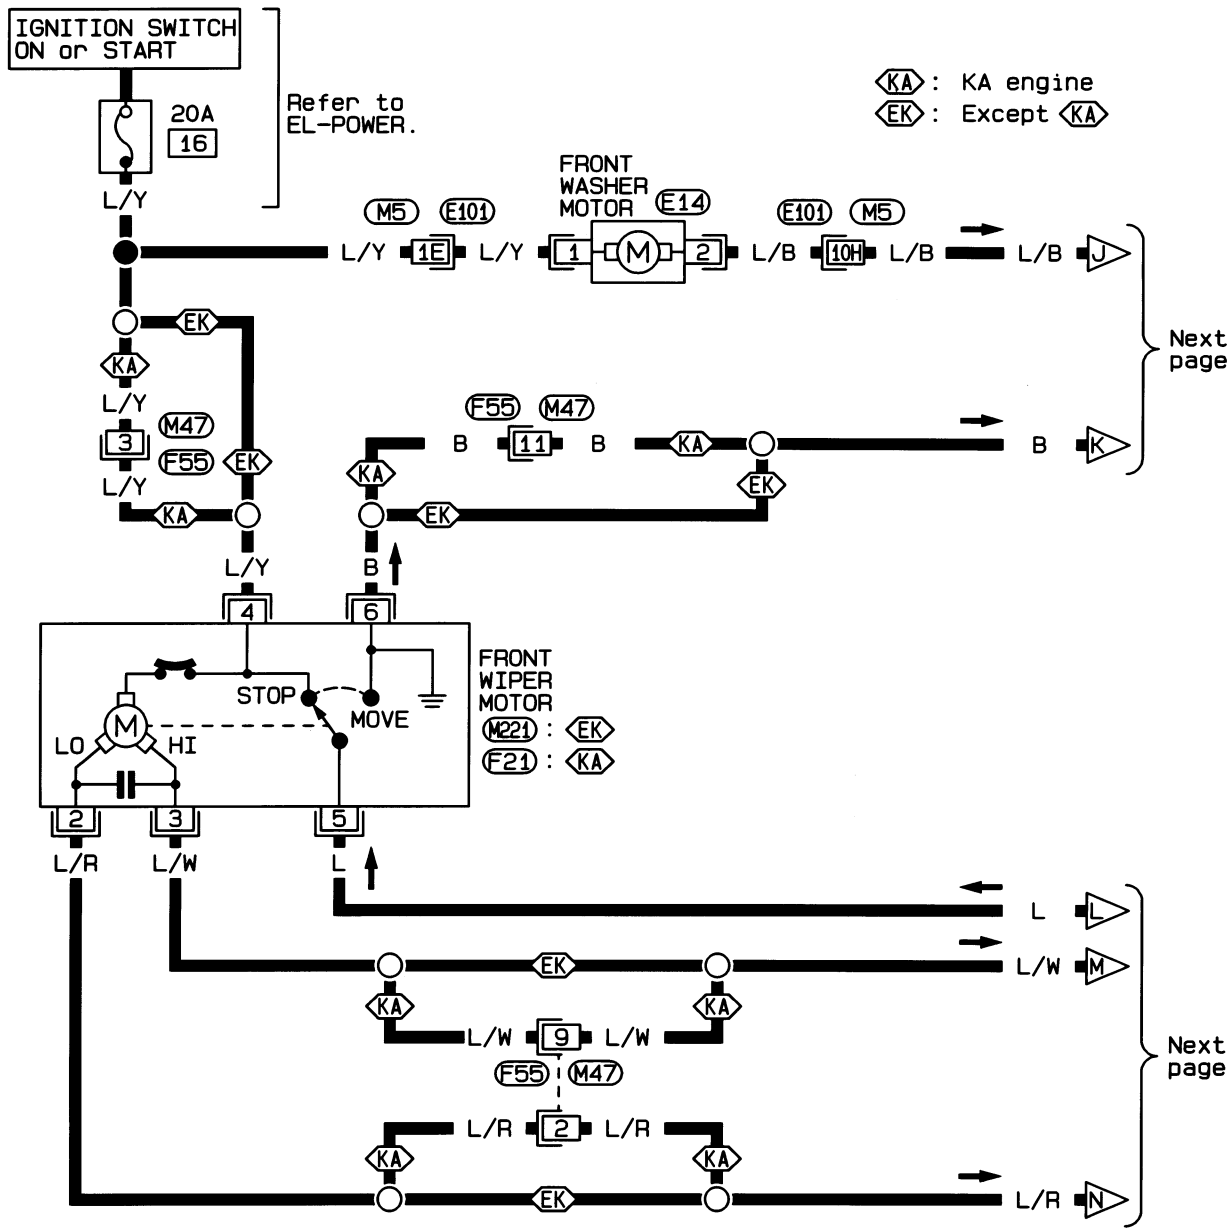 IGNITION SWITCH
ON or START
20A
16
Refer to
EL-POWER.
KA : KA engine
EK : Except KA
L/Y
FRONT
WASHER
MOTOR
E14
M5
E101
E101
M5
L/Y
1E
L/Y
1
M
2
L/B
10H
L/B
L/B
J
EK
KA
Next
page
L/Y
3
M47
F55
EK
L/Y
KA
F55
M47
B
11
B
KA
B
K
KA
EK
EK
L/Y
B
4
6
FRONT
WIPER
MOTOR
M221 : EK
F21 : KA
STOP
MOVE
M
LO
HI
2
3
5
L/R
L/W
L
L
L
EK
L/W
M
KA
KA
L/W
9
L/W
F55
M47
Next
page
L/R
2
L/R
KA
KA
EK
L/R
N